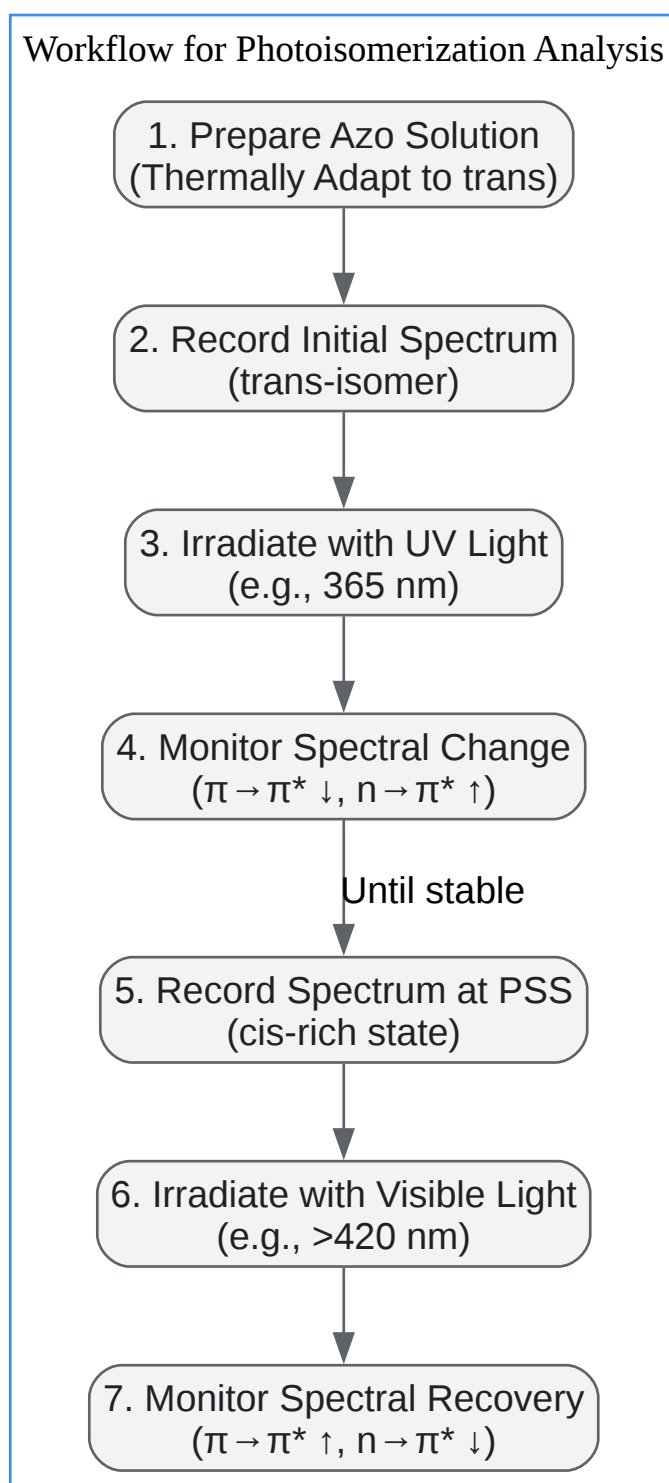 Workflow for Photoisomerization Analysis
1. Prepare Azo Solution
(Thermally Adapt to trans)
2. Record Initial Spectrum
(trans-isomer)
3. Irradiate with UV Light
(e.g., 365 nm)
4. Monitor Spectral Change
(π→π* ↓, n→π* ↑)
Until stable
5. Record Spectrum at PSS
(cis-rich state)
6. Irradiate with Visible Light
(e.g., >420 nm)
7. Monitor Spectral Recovery
(π→π* ↑, n→π* ↓)